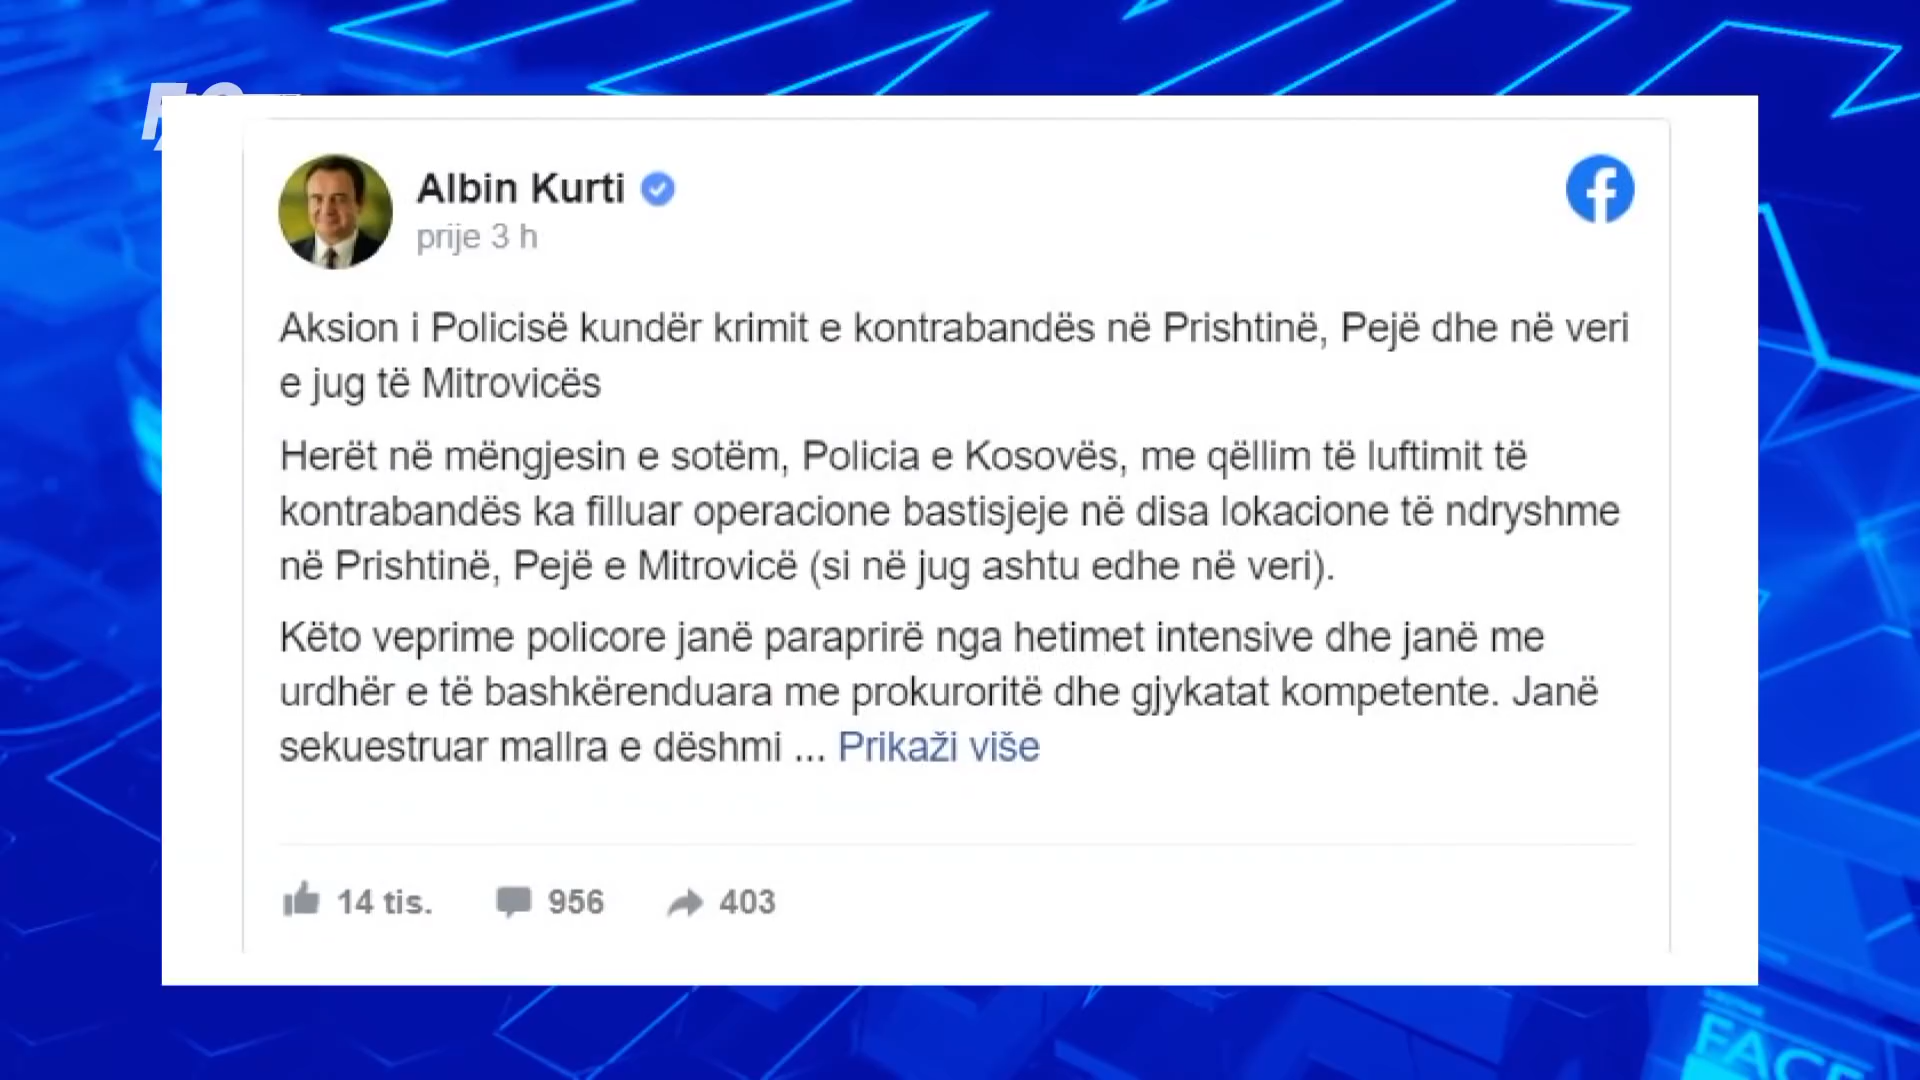 Albin Kurti
prije 3 h
Aksion i Policisë kundër krimit e kontrabandës në Prishtinë, Pejë dhe në veri
e jug të Mitrovicës
Herët në mëngjesin e sotëm, Policia e Kosovës, me qëllim të luftimit të
kontrabandës ka filluar operacione bastisjeje në disa lokacione të ndryshme
në Prishtinë, Pejë e Mitrovicë (si në jug ashtu edhe në veri).
Këto veprime policore janë paraprirë nga hetimet intensive dhe janë me
urdhër e të bashkërenduara me prokuroritë dhe gjykatat kompetente. Janë
sekuestruar mallra e dëshmi ... Prikaži više
14 tis. 956 403
FACE